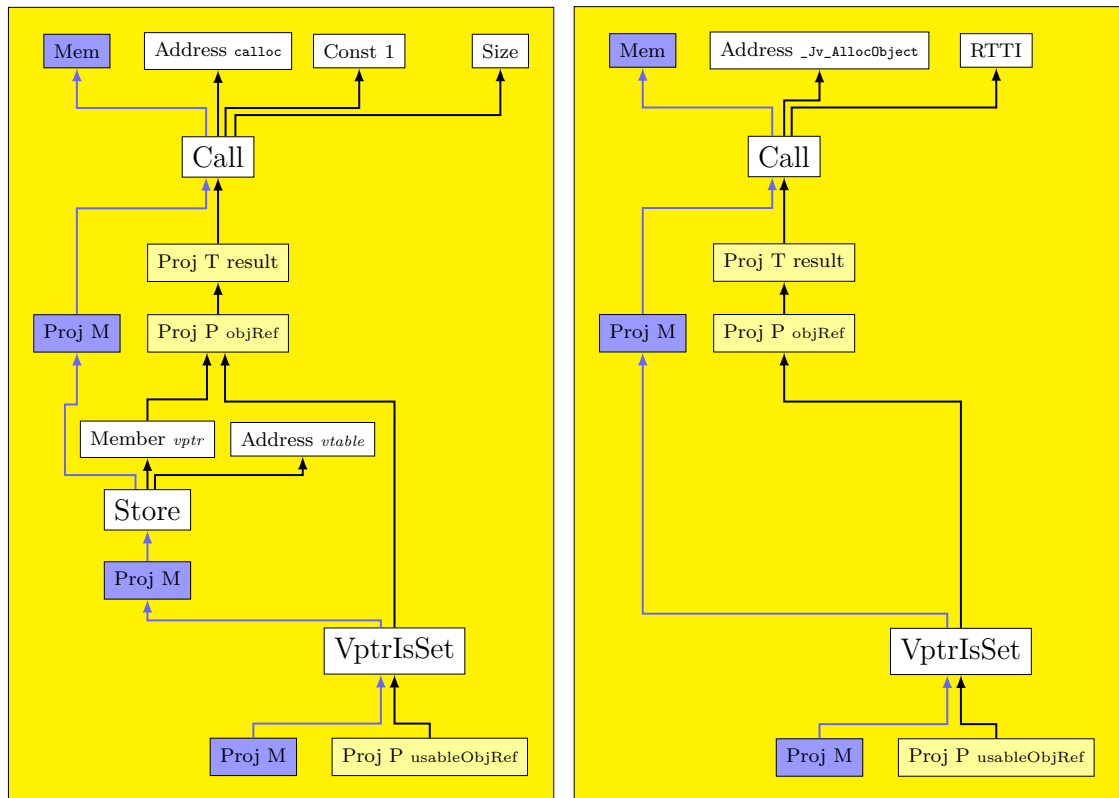 Mem
Address calloc
Const 1
Size
Call
Proj T result
Proj M
Proj P objRef
Member vptr
Address vtable
Store
Proj M
VptrIsSet
Proj M
Proj P usableObjRef
Mem
Address _Jv_AllocObject
RTTI
Call
Proj T result
Proj M
Proj P objRef
VptrIsSet
Proj M
Proj P usableObjRef